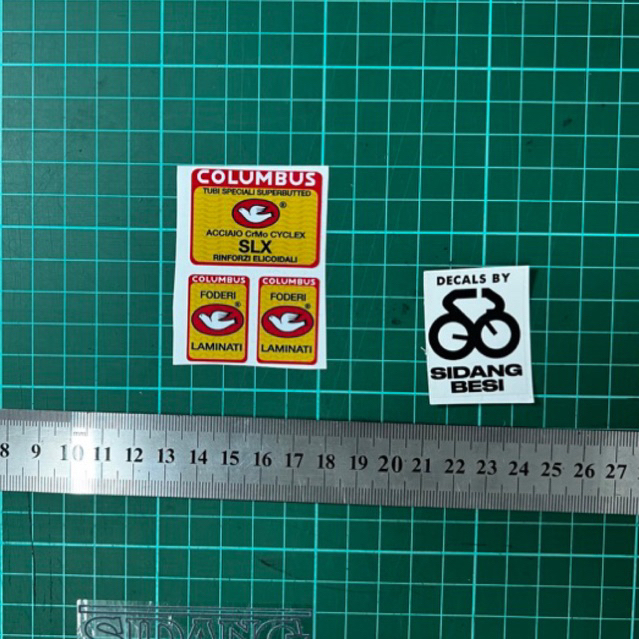 COLUMBUS
TUBI SPECIALI SUPERBUTTED
®
ACCIAIO CrMo CYCLEX
SLX
RINFORZI ELICOIDALI
COLUMBUS
FODERI
®
LAMINATI
COLUMBUS
FODERI
®
LAMINATI
DECALS BY
SIDANG
BESI
8 9 10 11 12 13 14 15 16 17 18 19 20 21 22 23 24 25 26 27
SIDANG